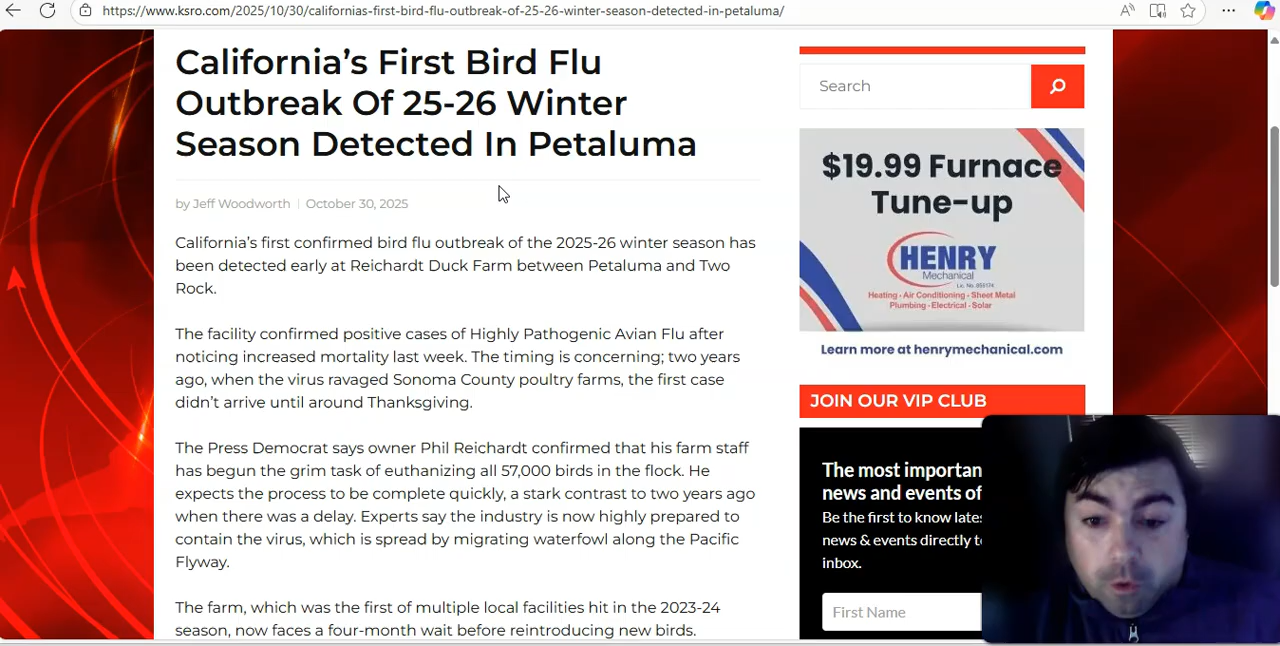 https://www.ksro.com/2025/10/30/californias-first-bird-flu-outbreak-of-25-26-winter-season-detected-in-petaluma/
California’s First Bird Flu
Outbreak Of 25-26 Winter
Season Detected In Petaluma
by Jeff Woodworth | October 30, 2025
California’s first confirmed bird flu outbreak of the 2025-26 winter season has
been detected early at Reichardt Duck Farm between Petaluma and Two
Rock.
The facility confirmed positive cases of Highly Pathogenic Avian Flu after
noticing increased mortality last week. The timing is concerning; two years
ago, when the virus ravaged Sonoma County poultry farms, the first case
didn’t arrive until around Thanksgiving.
The Press Democrat says owner Phil Reichardt confirmed that his farm staff
has begun the grim task of euthanizing all 57,000 birds in the flock. He
expects the process to be complete quickly, a stark contrast to two years ago
when there was a delay. Experts say the industry is now highly prepared to
contain the virus, which is spread by migrating waterfowl along the Pacific
Flyway.
The farm, which was the first of multiple local facilities hit in the 2023-24
season, now faces a four-month wait before reintroducing new birds.
Search
$19.99 Furnace
Tune-up
HENRY
Mechanical
Lic. No. 855174
Heating - Air Conditioning - Sheet Metal
Plumbing - Electrical - Solar
Learn more at henrymechanical.com
JOIN OUR VIP CLUB
The most importan
news and events of
Be the first to know late
news & events directly t
inbox.
First Name